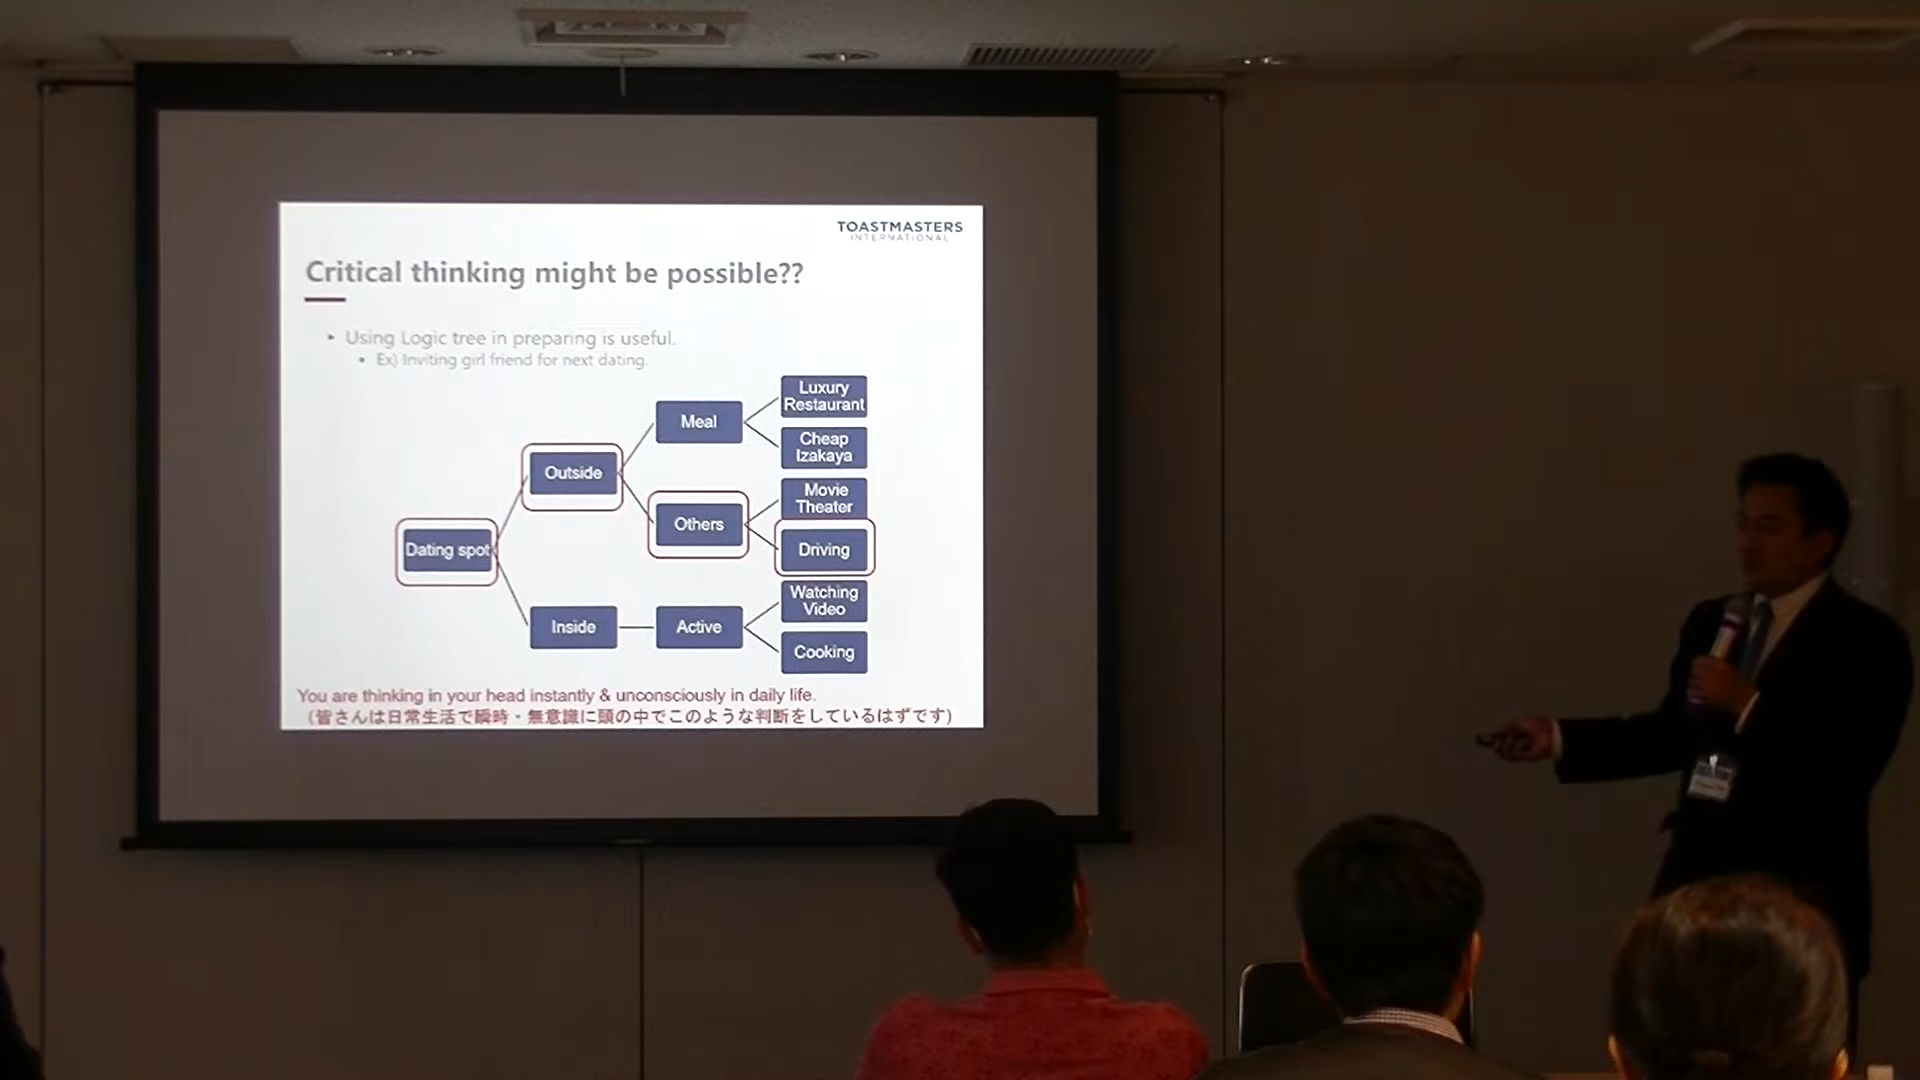 TOASTMASTERS
INTERNATIONAL
Critical thinking might be possible??
Using Logic tree in preparing is useful.
Ex) Inviting girl friend for next dating.
Dating spot
Outside
Inside
Meal
Others
Active
Luxury
Restaurant
Cheap
Izakaya
Movie
Theater
Driving
Watching
Video
Cooking
You are thinking in your head instantly & unconsciously in daily life.
（皆さんは日常生活で瞬時・無意識に頭の中でこのような判断をしているはずです）